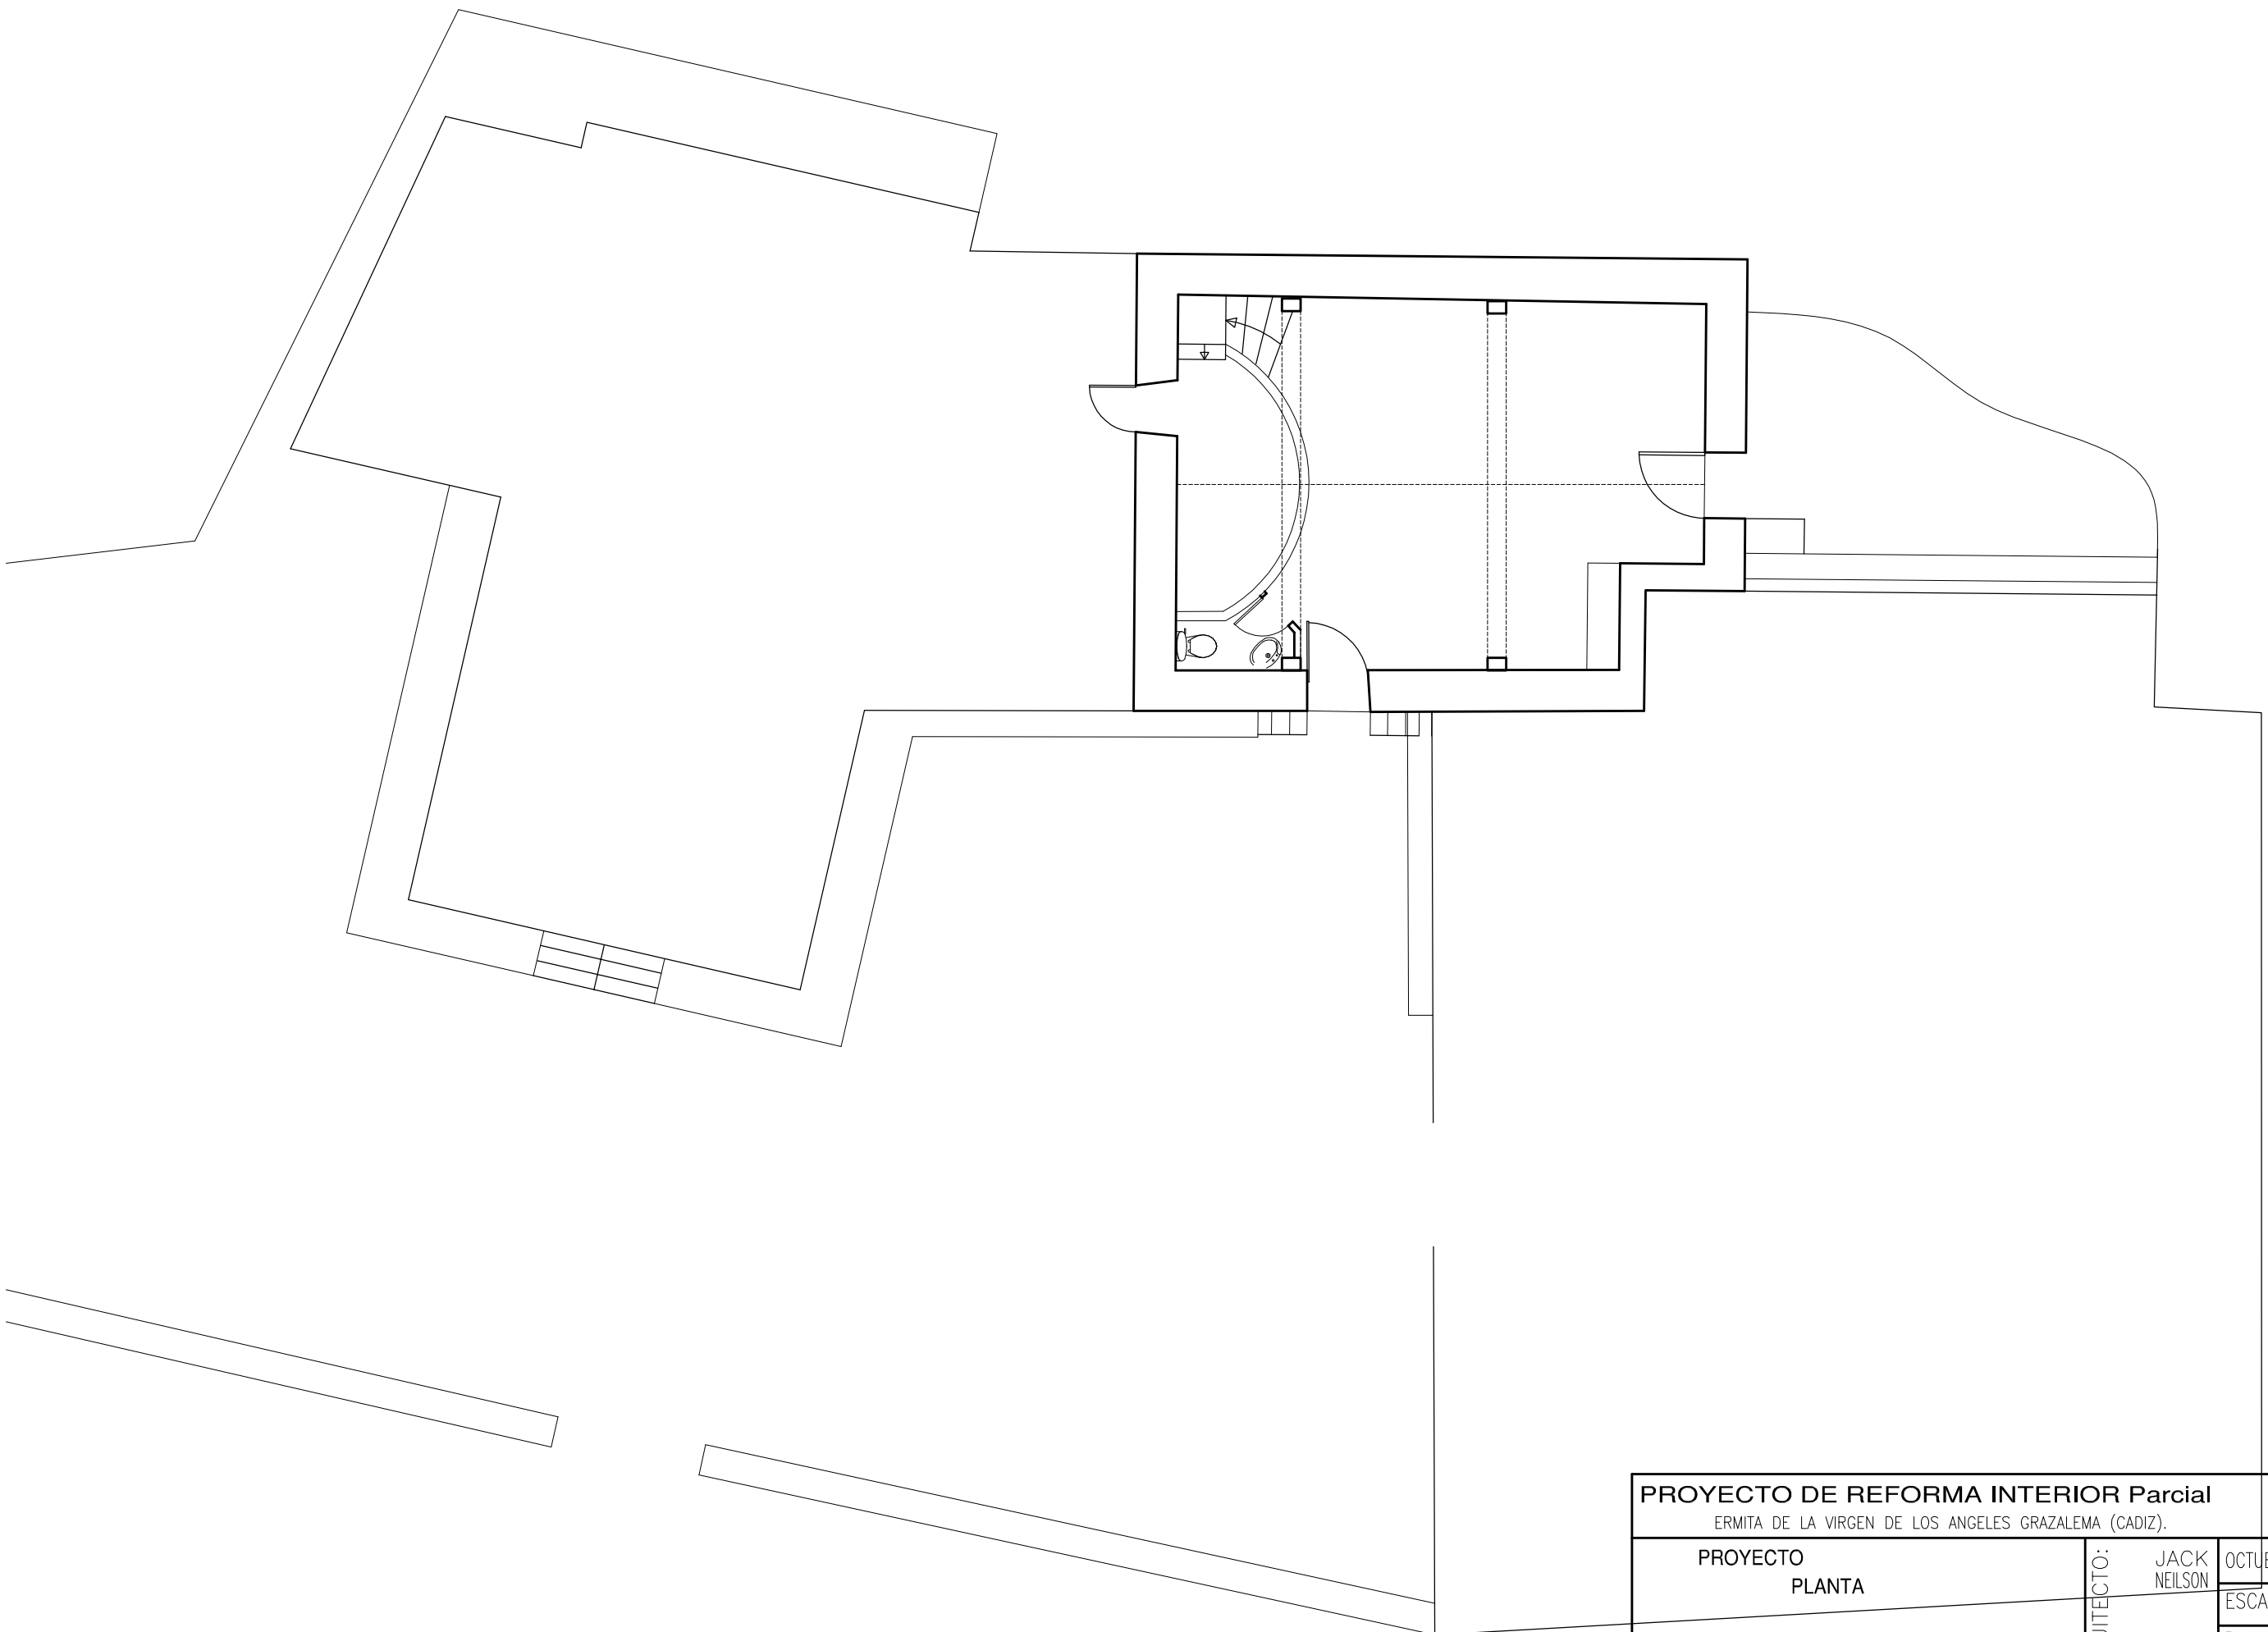 PROYECTO DE REFORMA INTERIOR Parcial
ERMITA DE LA VIRGEN DE LOS ANGELES GRAZALEMA (CADIZ).
PROYECTO
PLANTA
JACK
NEILSON